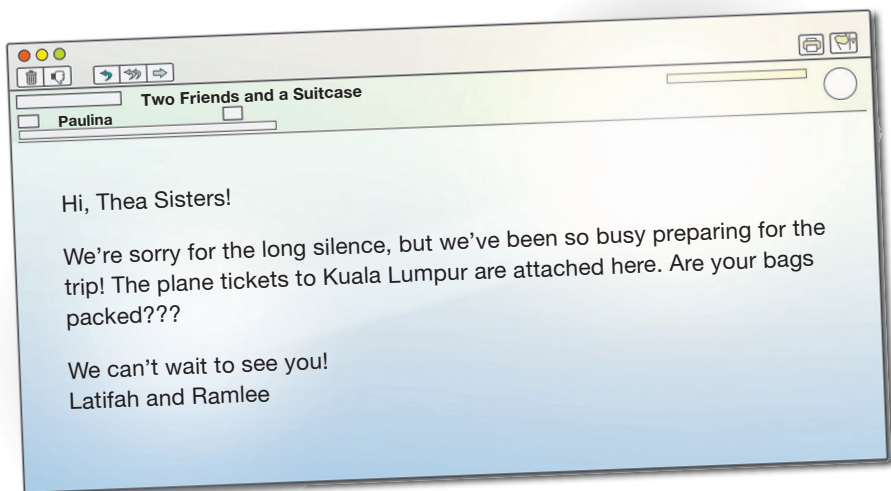 Two Friends and a Suitcase
Paulina
Hi, Thea Sisters!
We’re sorry for the long silence, but we’ve been so busy preparing for the
trip! The plane tickets to Kuala Lumpur are attached here. Are your bags
packed???
We can’t wait to see you!
Latifah and Ramlee